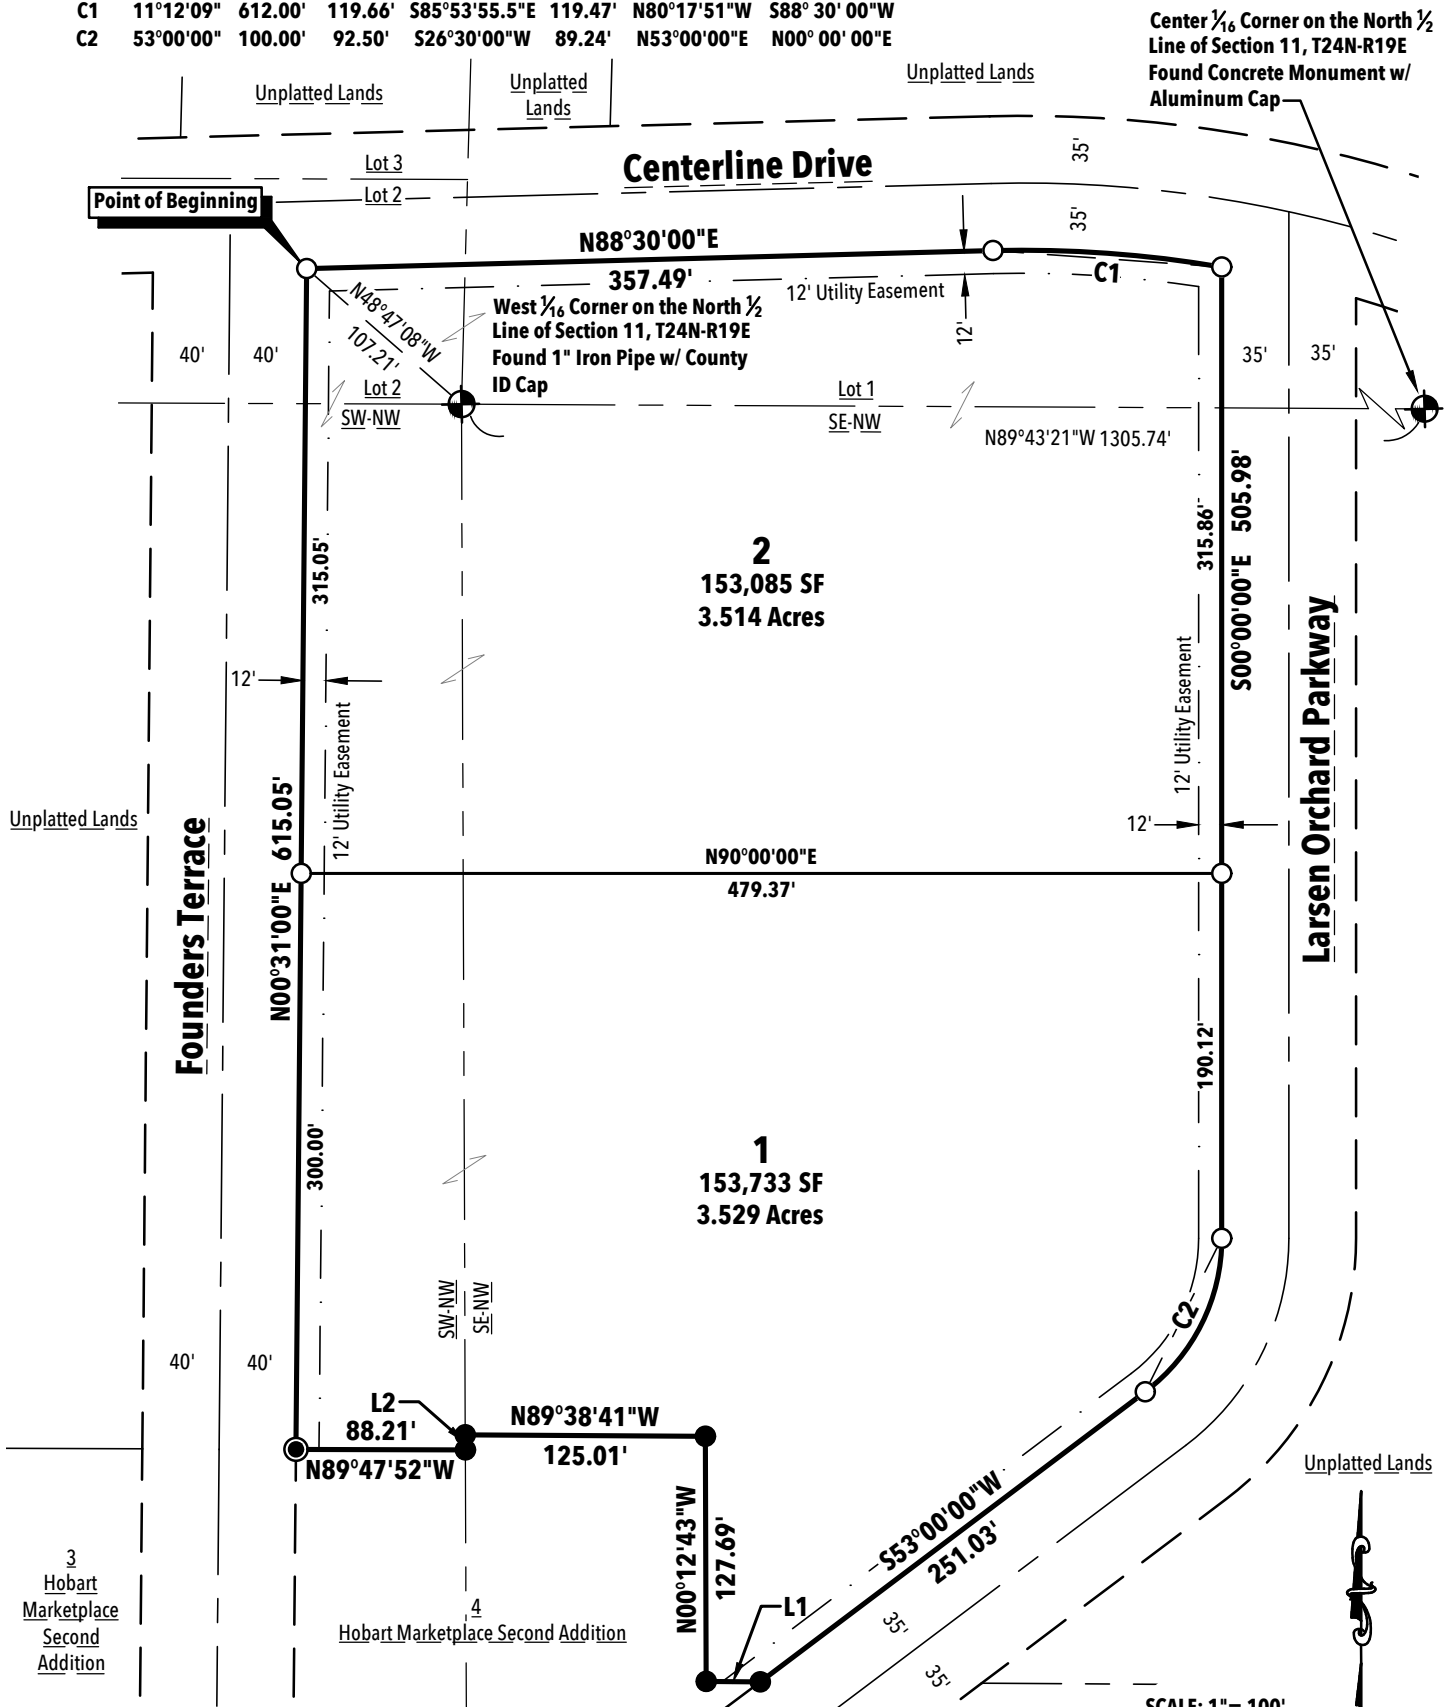 C1 11°12'09" 612.00' 119.66' S85°53'55.5"E 119.47' N80°17'51"W S88° 30' 00"W
C2 53°00'00" 100.00' 92.50' S26°30'00"W 89.24' N53°00'00"E N00° 00' 00"E
Center 1/16 Corner on the North 1/2
Line of Section 11, T24N-R19E
Found Concrete Monument w/
Aluminum Cap
Unplatted Lands
Unplatted
Lands
Unplatted Lands
Lot 3
Lot 2
Centerline Drive
35'
35'
Point of Beginning
N88°30'00"E
357.49'
C1
12' Utility Easement
12'
N48°47'08"W
107.21'
West 1/16 Corner on the North 1/2
Line of Section 11, T24N-R19E
Found 1" Iron Pipe w/ County
ID Cap
40'
40'
35'
35'
Lot 2
SW-NW
Lot 1
SE-NW
N89°43'21"W 1305.74'
315.05'
315.86'
S00°00'00"E 505.98'
2
153,085 SF
3.514 Acres
12'
12' Utility Easement
12' Utility Easement
Larsen Orchard Parkway
Unplatted Lands
Founders Terrace
N00°31'00"E 615.05'
12'
N90°00'00"E
479.37'
190.12'
300.00'
1
153,733 SF
3.529 Acres
SW-NW
SE-NW
C2
40'
40'
L2
88.21'
N89°47'52"W
N89°38'41"W
125.01'
N00°12'43"W
127.69'
S53°00'00"W
251.03'
Unplatted Lands
L1
35'
35'
3
Hobart
Marketplace
Second
Addition
4
Hobart Marketplace Second Addition
SCALE: 1"= 100'